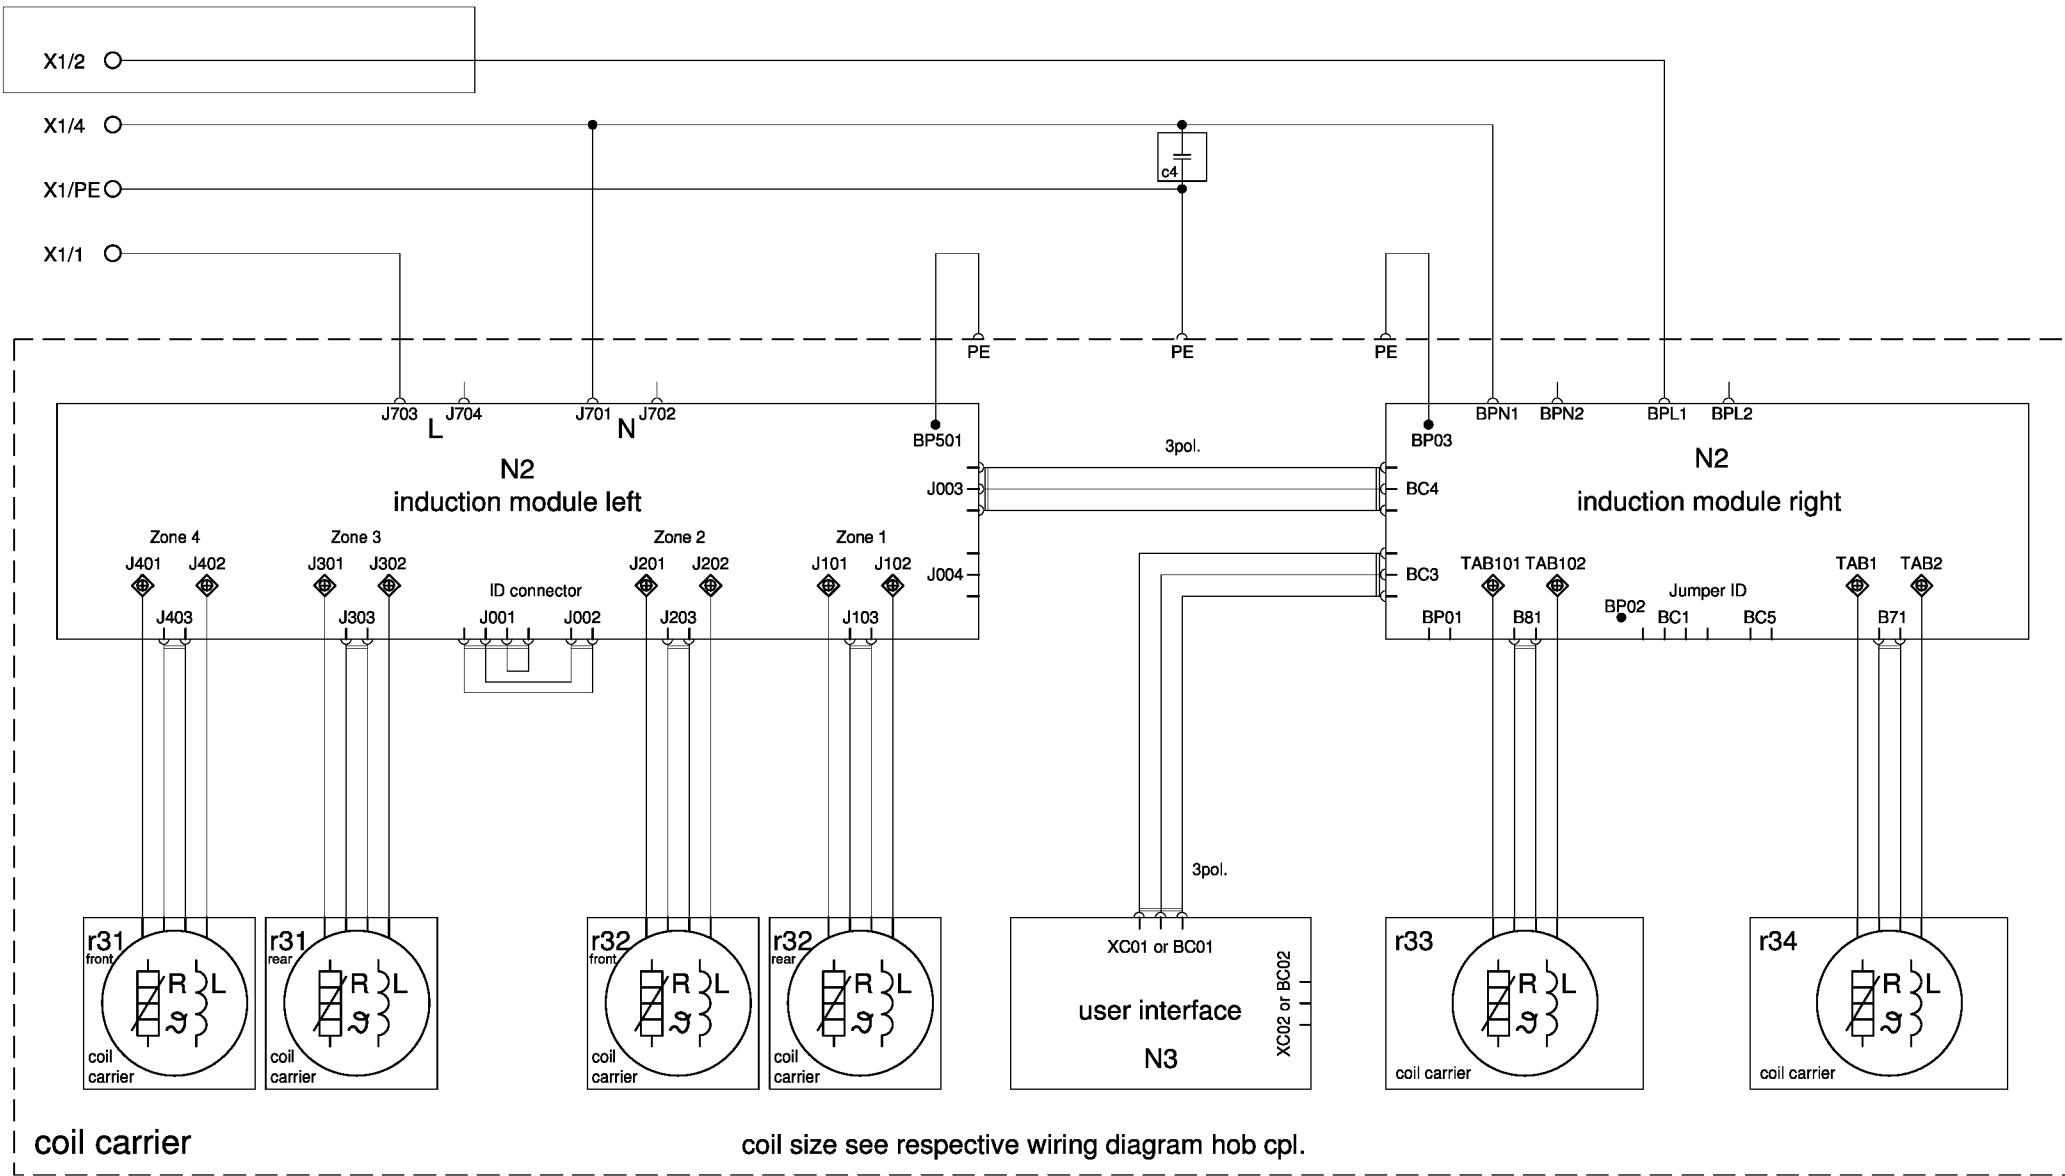 X1/2
X1/4
c4
X1/PE
X1/1
PE
PE
PE
J703
J704
J701
J702
L
N
BP501
N2
induction module left
J003
J004
Zone 4
Zone 3
Zone 2
Zone 1
J401
J402
J301
J302
J201
J202
J101
J102
ID connector
J403
J303
J001
J002
J203
J103
3pol.
BPN1
BPN2
BPL1
BPL2
BP03
N2
induction module right
BC4
BC3
TAB101
TAB102
TAB1
TAB2
Jumper ID
BP01
B81
BP02
BC1
BC5
B71
3pol.
r31
front
R
L
ϑ
coil
carrier
r31
rear
R
L
ϑ
coil
carrier
r32
front
R
L
ϑ
coil
carrier
r32
rear
R
L
ϑ
coil
carrier
XC01 or BC01
XC02 or BC02
user interface
N3
r33
R
L
ϑ
coil carrier
r34
R
L
ϑ
coil carrier
coil carrier
coil size see respective wiring diagram hob cpl.